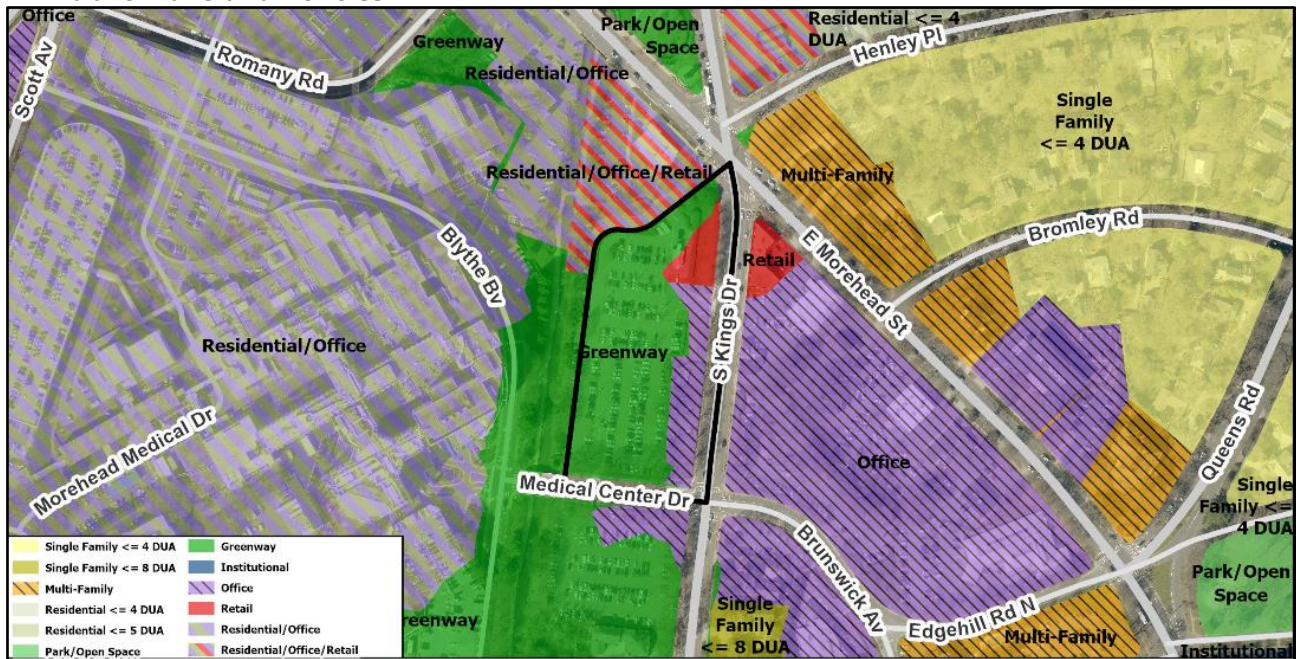 Office
Scott Av
Romany Rd
Greenway
Residential/Office
Park/Open
Space
Residential <= 4
DUA
Henley Pl
Single
Family
<= 4 DUA
Residential/Office/Retail
Multi-Family
Bromley Rd
Blythe Bv
Retail
E Morehead St
Residential/Office
Greenway
S Kings Dr
Queens Rd
Morehead Medical Dr
Office
Medical Center Dr
Single
Family <=
4 DUA
Brunswick Av
Park/Open
Space
Edgehill Rd N
Single
Family
<= 8 DUA
Multi-Family
Institutional
reenway
Single Family <= 4 DUA
Single Family <= 8 DUA
Multi-Family
Residential <= 4 DUA
Residential <= 5 DUA
Park/Open Space
Greenway
Institutional
Office
Retail
Residential/Office
Residential/Office/Retail